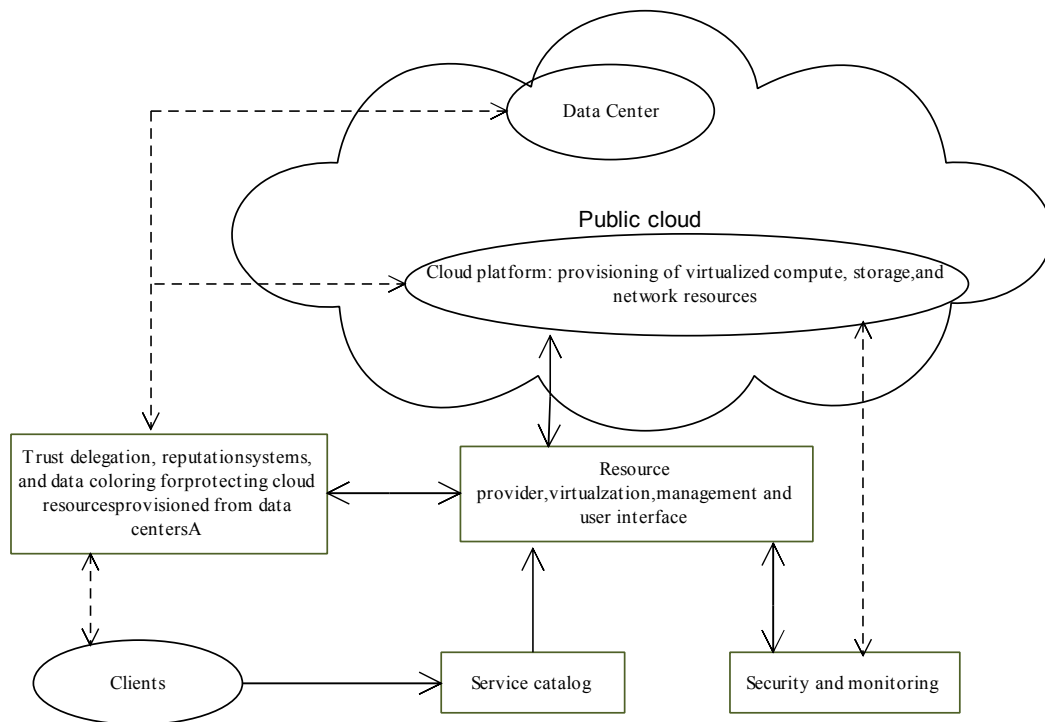 Data Center
Public cloud
Cloud platform: provisioning of virtualized compute, storage,and
network resources
Trust delegation, reputationsystems,
and data coloring forprotecting cloud
resourcesprovisioned from data
centersA
Resource
provider,virtualzation,management and
user interface
Clients
Service catalog
Security and monitoring